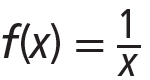 f(x) = 1/x